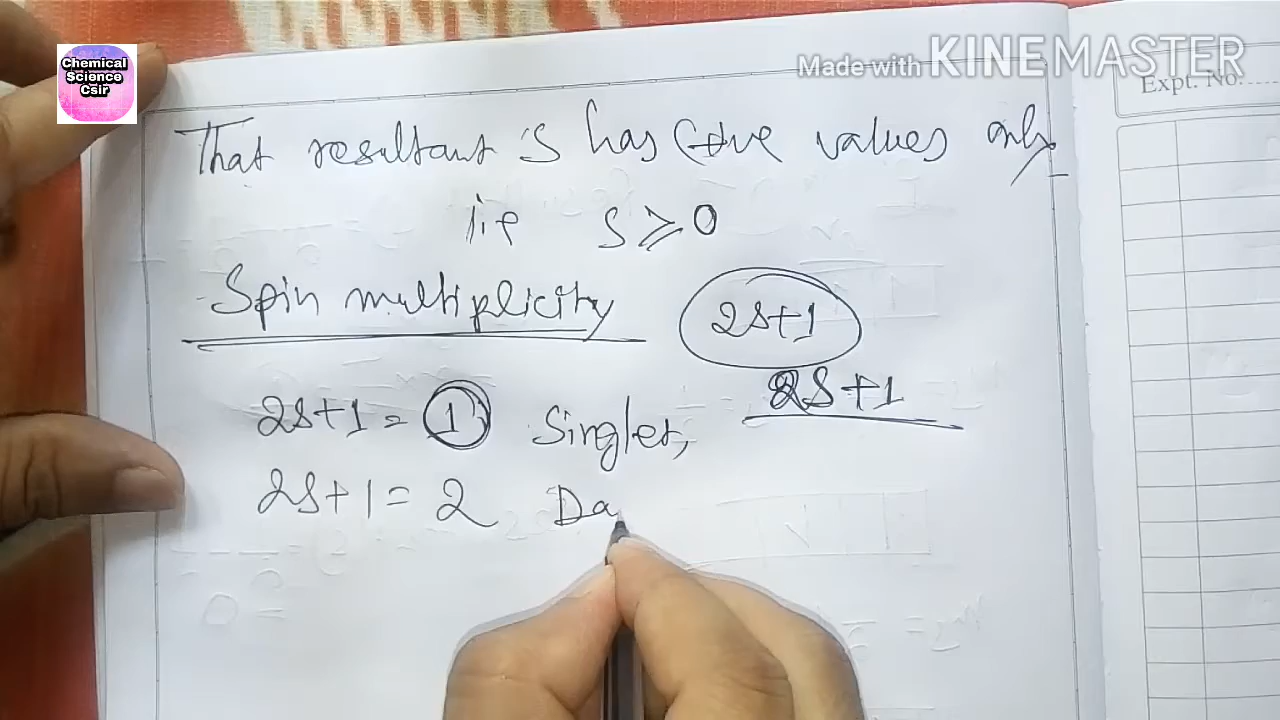 Chemical
Science
Csir
Made with KINEMASTER
Expt. No.
That resultant S has (+)ve values only
i.e S ⩾ 0
Spin multiplicity
2S+1
2S+1
2S+1 = 1 Singlet,
2S+1 = 2 Do